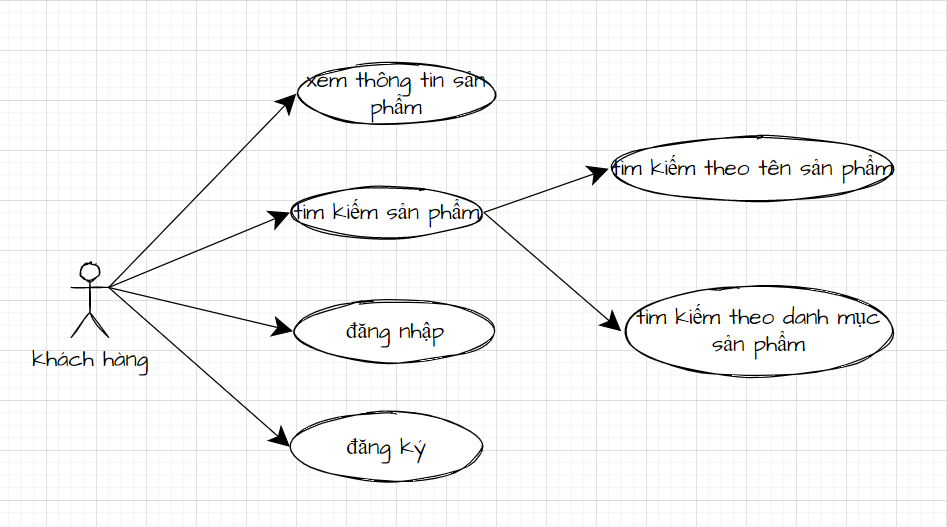 xem thông tin sản
phẩm
tìm kiếm theo tên sản phẩm
tìm kiếm sản phẩm
đăng nhập
tìm kiếm theo danh mục
sản phẩm
khách hàng
đăng ký